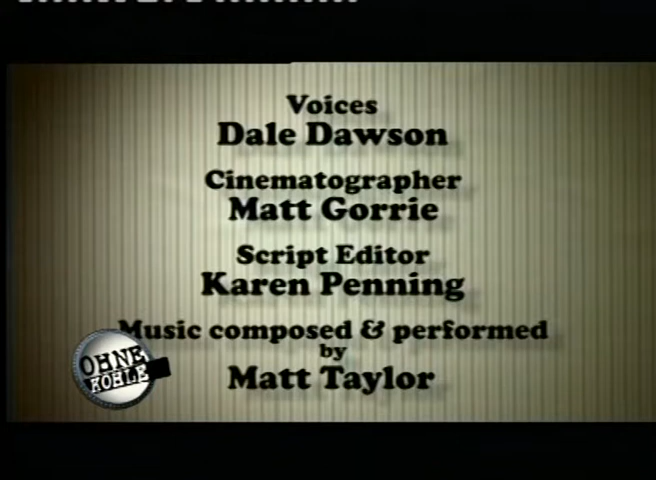 Voices
Dale Dawson
Cinematographer
Matt Gorrie
Script Editor
Karen Penning
Music composed & performed
by
Matt Taylor
OHNE
KOHLE